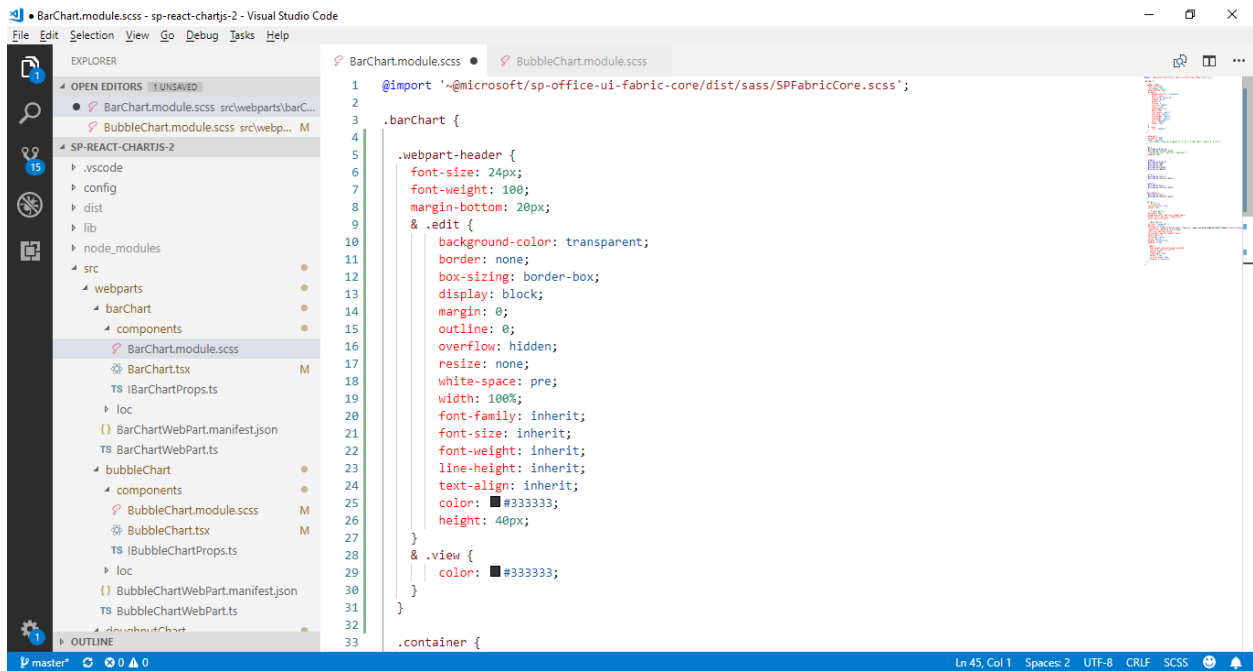 ● BarChart.module.scss - sp-react-chartjs-2 - Visual Studio Code
File Edit Selection View Go Debug Tasks Help
EXPLORER
OPEN EDITORS 1 UNSAVED
● BarChart.module.scss src\webparts\barC...
BubbleChart.module.scss src\webp... M
SP-REACT-CHARTJS-2
.vscode
config
dist
lib
node_modules
src
webparts
barChart
components
BarChart.module.scss
BarChart.tsx M
TS IBarChartProps.ts
loc
{} BarChartWebPart.manifest.json
TS BarChartWebPart.ts
bubbleChart
components
BubbleChart.module.scss M
BubbleChart.tsx M
TS IBubbleChartProps.ts
loc
{} BubbleChartWebPart.manifest.json
TS BubbleChartWebPart.ts
doughnutChart
OUTLINE
1
15
1
BarChart.module.scss ●
BubbleChart.module.scss
1 @import '~@microsoft/sp-office-ui-fabric-core/dist/sass/SPFabricCore.scss';
2
3 .barChart {
4
5 .webpart-header {
6 font-size: 24px;
7 font-weight: 100;
8 margin-bottom: 20px;
9 & .edit {
10 background-color: transparent;
11 border: none;
12 box-sizing: border-box;
13 display: block;
14 margin: 0;
15 outline: 0;
16 overflow: hidden;
17 resize: none;
18 white-space: pre;
19 width: 100%;
20 font-family: inherit;
21 font-size: inherit;
22 font-weight: inherit;
23 line-height: inherit;
24 text-align: inherit;
25 color: #333333;
26 height: 40px;
27 }
28 & .view {
29 color: #333333;
30 }
31 }
32
33 .container {
master* 0 0 Ln 45, Col 1 Spaces: 2 UTF-8 CRLF SCSS